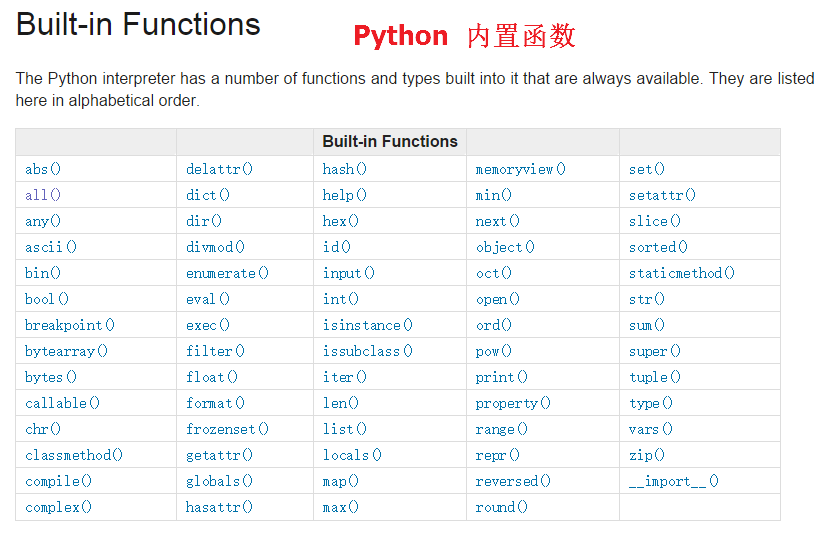 Built-in Functions
Python 内置函数
The Python interpreter has a number of functions and types built into it that are always available. They are listed
here in alphabetical order.
Built-in Functions
abs() delattr() hash() memoryview() set()
all() dict() help() min() setattr()
any() dir() hex() next() slice()
ascii() divmod() id() object() sorted()
bin() enumerate() input() oct() staticmethod()
bool() eval() int() open() str()
breakpoint() exec() isinstance() ord() sum()
bytearray() filter() issubclass() pow() super()
bytes() float() iter() print() tuple()
callable() format() len() property() type()
chr() frozenset() list() range() vars()
classmethod() getattr() locals() repr() zip()
compile() globals() map() reversed() __import__()
complex() hasattr() max() round()